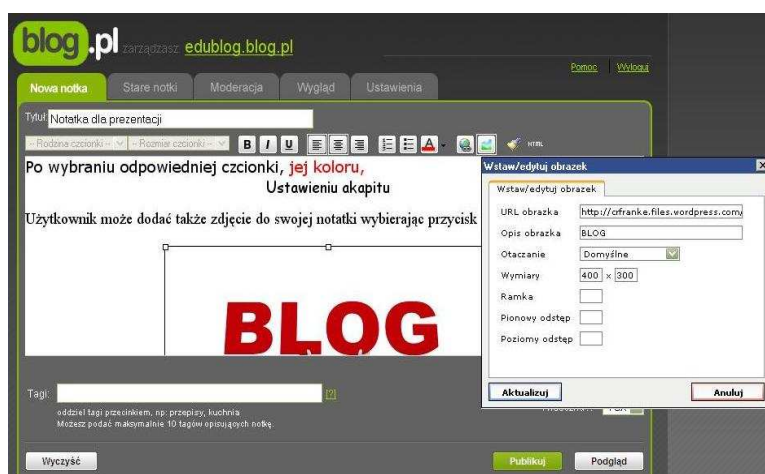 blog.pl zarządzasz edublog.blog.pl
Pomoc Wyloguj
Nowa notka Stare notki Moderacja Wygląd Ustawienia
Tytuł: Notatka dla prezentacji
-- Rodzina czcionki -- -- Rozmiar czcionki -- B I U A HTML
Po wybraniu odpowiedniej czcionki, jej koloru,
Ustawieniu akapitu
Użytkownik może dodać także zdjęcie do swojej notatki wybierając przycisk
BLOG
Wstaw/edytuj obrazek X
Wstaw/edytuj obrazek
URL obrazka http://crfranke.files.wordpress.com/
Opis obrazka BLOG
Otaczanie Domyślne
Wymiary 400 x 300
Ramka
Pionowy odstęp
Poziomy odstęp
Aktualizuj Anuluj
Tagi: [?]
oddziel tagi przecinkiem, np: przepisy, kuchnia
Możesz podać maksymalnie 10 tagów opisujących notkę.
Wyczyść Publikuj Podgląd